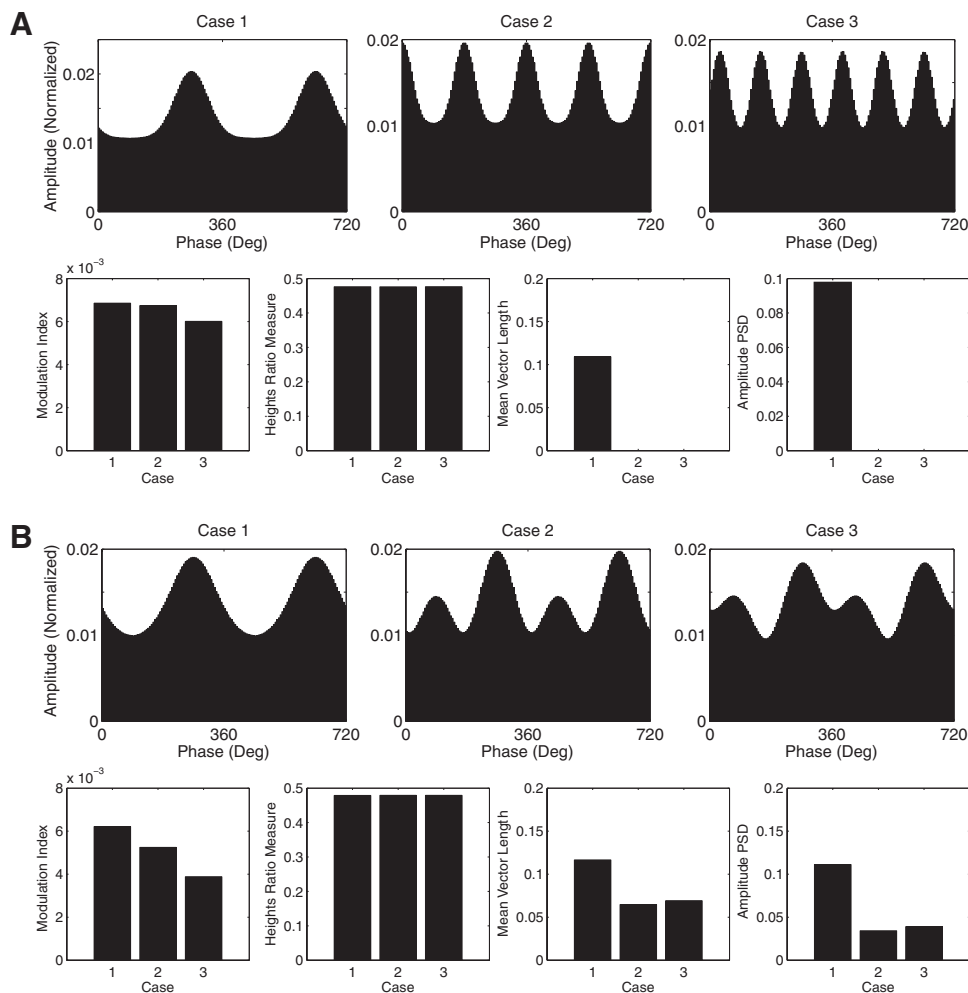 A
Case 1
Case 2
Case 3
Amplitude (Normalized)
0.02
0.01
0
0.02
0.01
0
0.02
0.01
0
0 360 720
0 360 720
0 360 720
Phase (Deg)
Phase (Deg)
Phase (Deg)
x 10⁻³
Modulation Index
8
6
4
2
0
1 2 3
Case
Heights Ratio Measure
0.5
0.4
0.3
0.2
0.1
0
1 2 3
Case
Mean Vector Length
0.2
0.15
0.1
0.05
0
1 2 3
Case
Amplitude PSD
0.1
0.08
0.06
0.04
0.02
0
1 2 3
Case
B
Case 1
Case 2
Case 3
Amplitude (Normalized)
0.02
0.01
0
0.02
0.01
0
0.02
0.01
0
0 360 720
0 360 720
0 360 720
Phase (Deg)
Phase (Deg)
Phase (Deg)
x 10⁻³
Modulation Index
8
6
4
2
0
1 2 3
Case
Heights Ratio Measure
0.5
0.4
0.3
0.2
0.1
0
1 2 3
Case
Mean Vector Length
0.2
0.15
0.1
0.05
0
1 2 3
Case
Amplitude PSD
0.2
0.15
0.1
0.05
0
1 2 3
Case